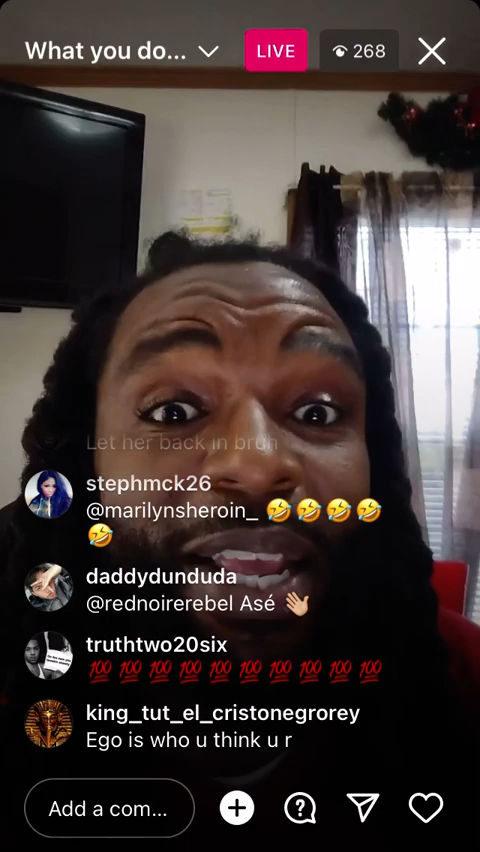 What you do...
LIVE
268
Let her back in bruh
stephmck26
@marilynsheroin_ 🤣🤣🤣🤣
🤣
daddydunduda
@rednoirerebel Asé 👋🏼
truthtwo20six
💯💯💯💯💯💯💯💯💯💯
king_tut_el_cristonegrorey
Ego is who u think u r
Add a com...